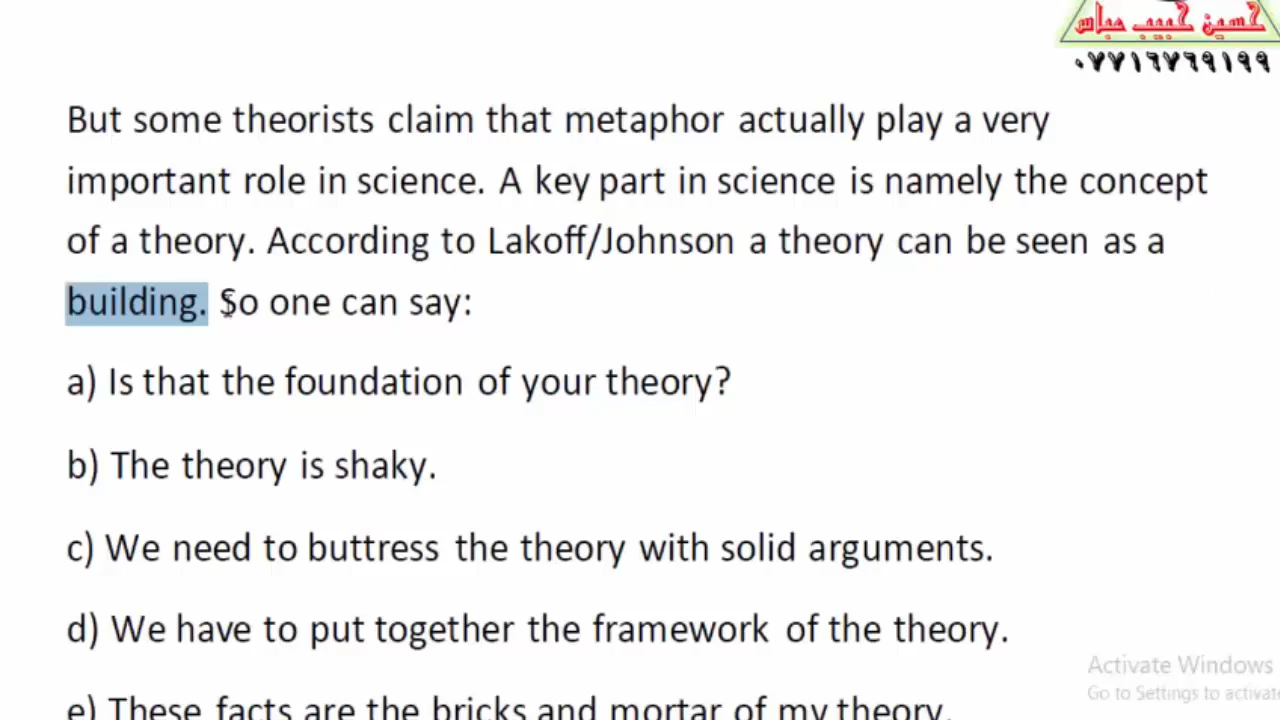 حسين حبيب عباس
٠٧٧١٦٧٦٩١٩٩
But some theorists claim that metaphor actually play a very
important role in science. A key part in science is namely the concept
of a theory. According to Lakoff/Johnson a theory can be seen as a
building. So one can say:
a) Is that the foundation of your theory?
b) The theory is shaky.
c) We need to buttress the theory with solid arguments.
d) We have to put together the framework of the theory.
e) These facts are the bricks and mortar of my theory.
Activate Windows
Go to Settings to activate